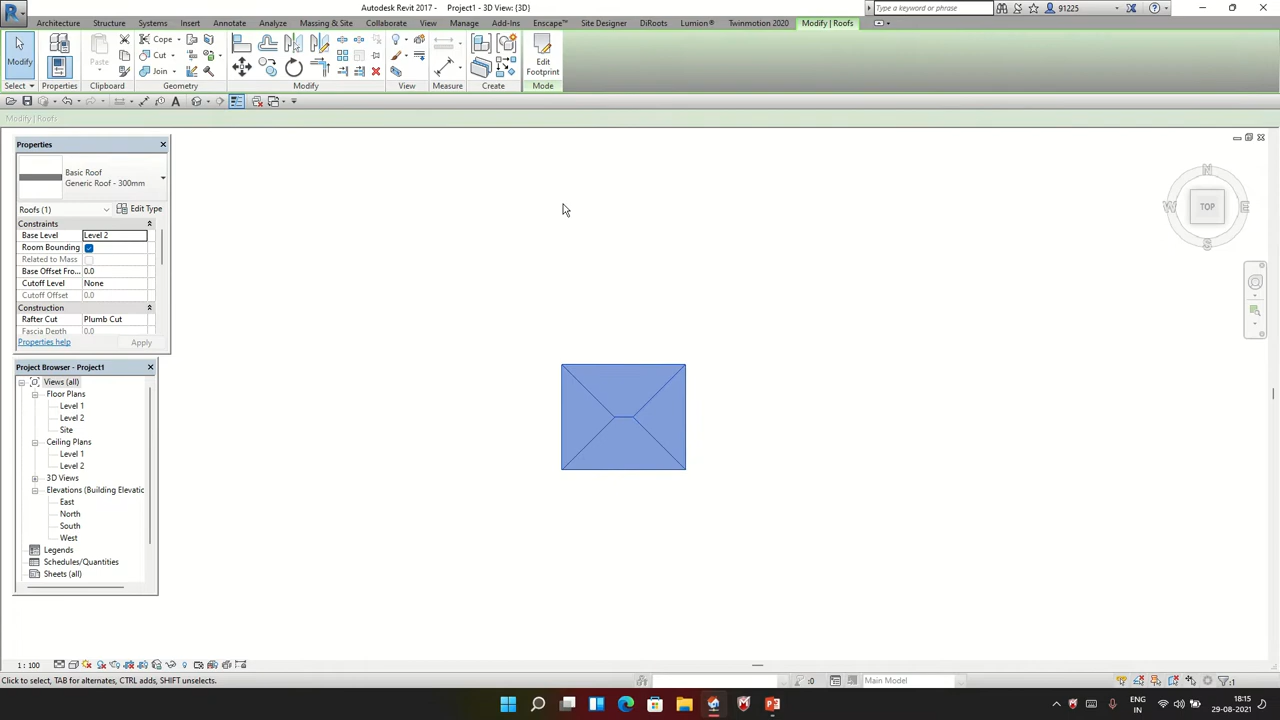 Autodesk Revit 2017 - Project1 - 3D View: {3D}
Type a keyword or phrase
91225
Architecture Structure Systems Insert Annotate Analyze Massing & Site Collaborate View Manage Add-Ins Enscape™ Site Designer DiRoots Lumion® Twinmotion 2020 Modify | Roofs
Modify Paste Cope Cut Join Edit Footprint
Select Properties Clipboard Geometry Modify View Measure Create Mode
Modify | Roofs
Properties
Basic Roof
Generic Roof - 300mm
Roofs (1) Edit Type
Constraints
Base Level Level 2
Room Bounding
Related to Mass
Base Offset Fro... 0.0
Cutoff Level None
Cutoff Offset 0.0
Construction
Rafter Cut Plumb Cut
Fascia Depth 0.0
Properties help Apply
Project Browser - Project1
Views (all)
Floor Plans
Level 1
Level 2
Site
Ceiling Plans
Level 1
Level 2
3D Views
Elevations (Building Elevatic
East
North
South
West
Legends
Schedules/Quantities
Sheets (all)
N
W TOP E
S
1 : 100
Click to select, TAB for alternates, CTRL adds, SHIFT unselects.
:0 Main Model :1
ENG
IN
18:15
29-08-2021